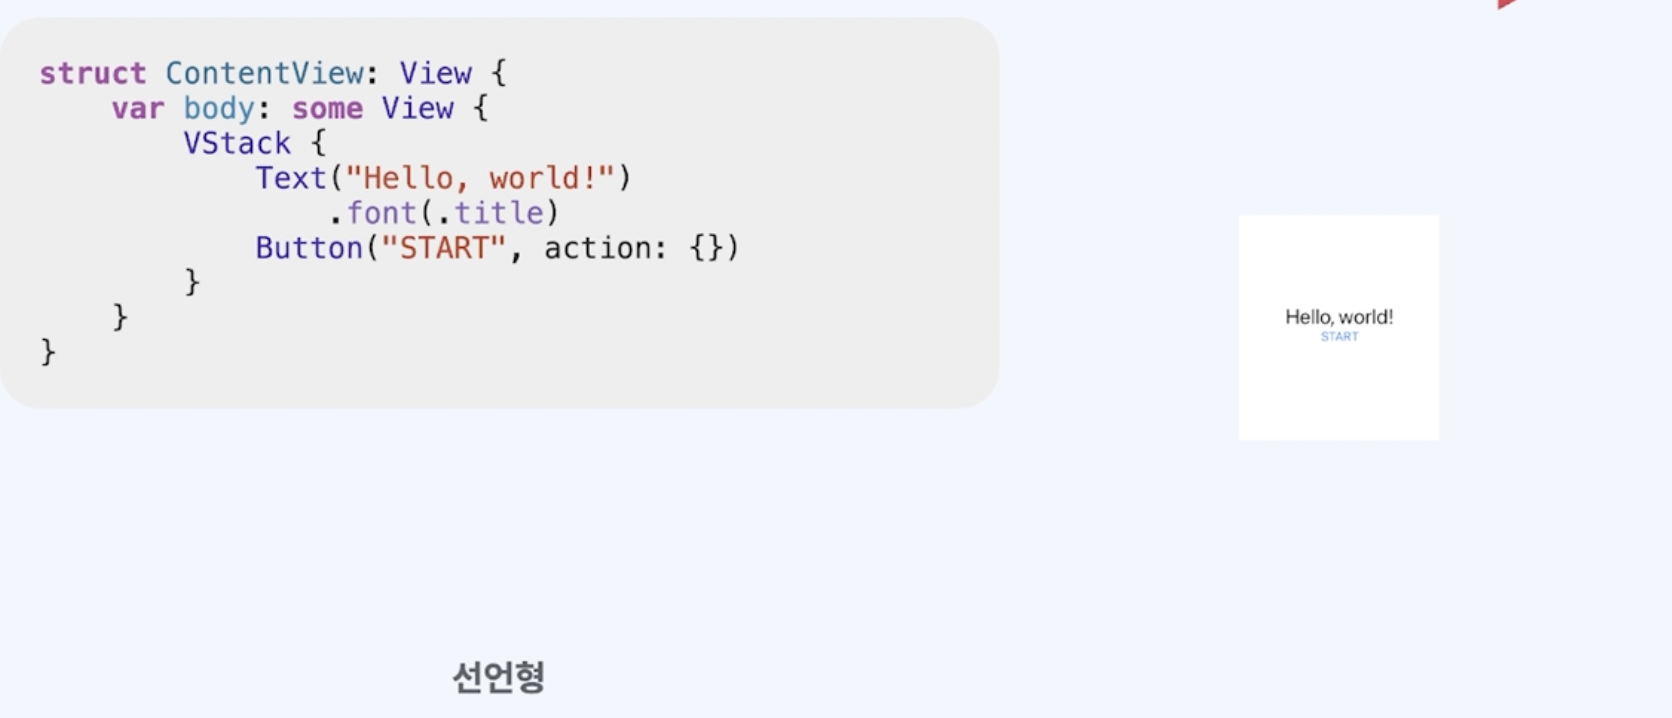 struct ContentView: View {
    var body: some View {
        VStack {
            Text("Hello, world!")
                .font(.title)
            Button("START", action: {})
        }
    }
}
Hello, world!
START
선언형